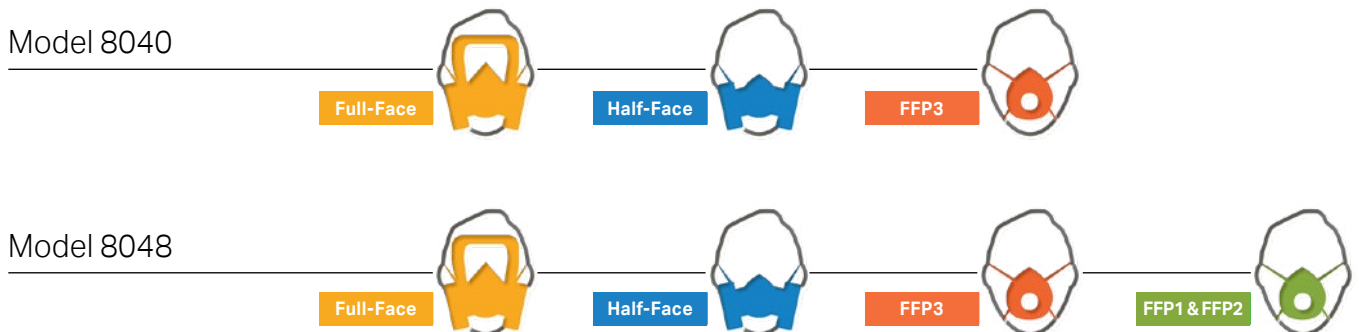 Model 8040
Full-Face
Half-Face
FFP3
Model 8048
Full-Face
Half-Face
FFP3
FFP1 & FFP2